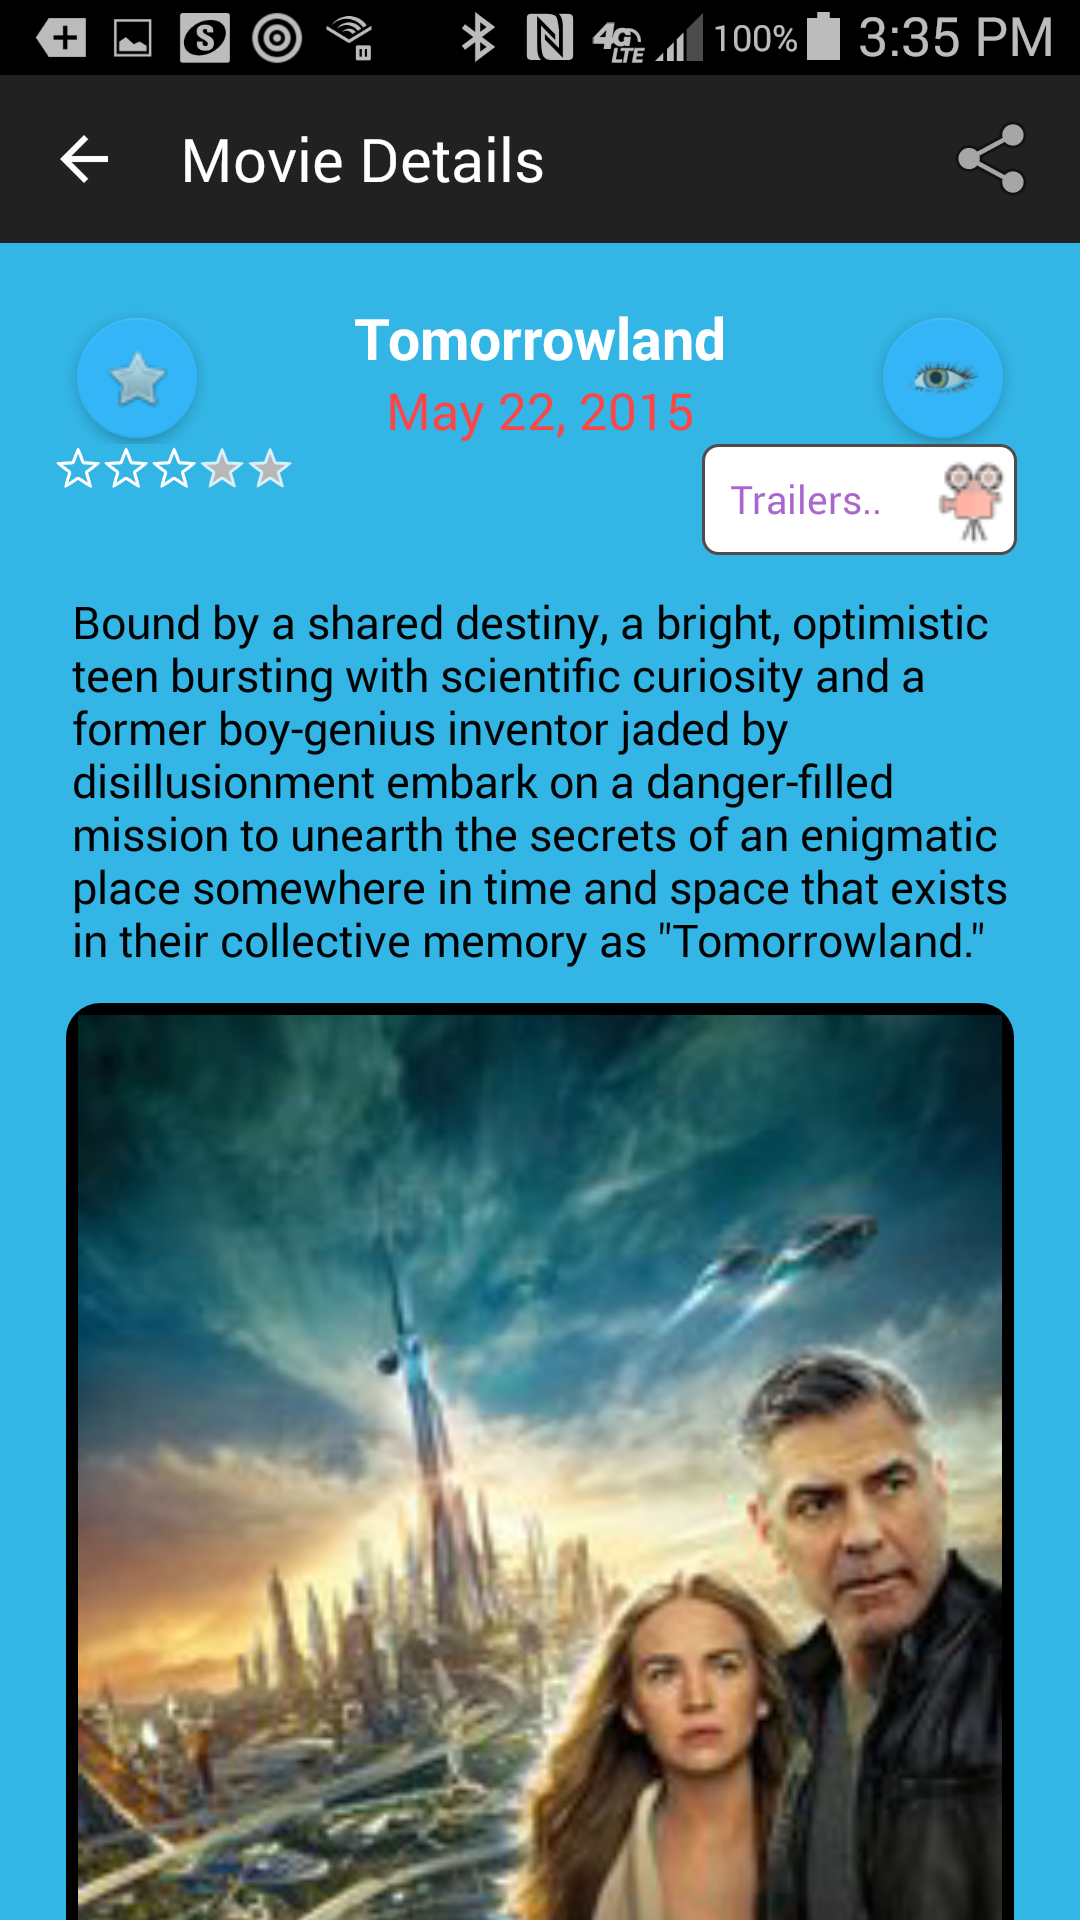 100% 3:35 PM
Movie Details
Tomorrowland
May 22, 2015
Trailers..
Bound by a shared destiny, a bright, optimistic
teen bursting with scientific curiosity and a
former boy-genius inventor jaded by
disillusionment embark on a danger-filled
mission to unearth the secrets of an enigmatic
place somewhere in time and space that exists
in their collective memory as "Tomorrowland."